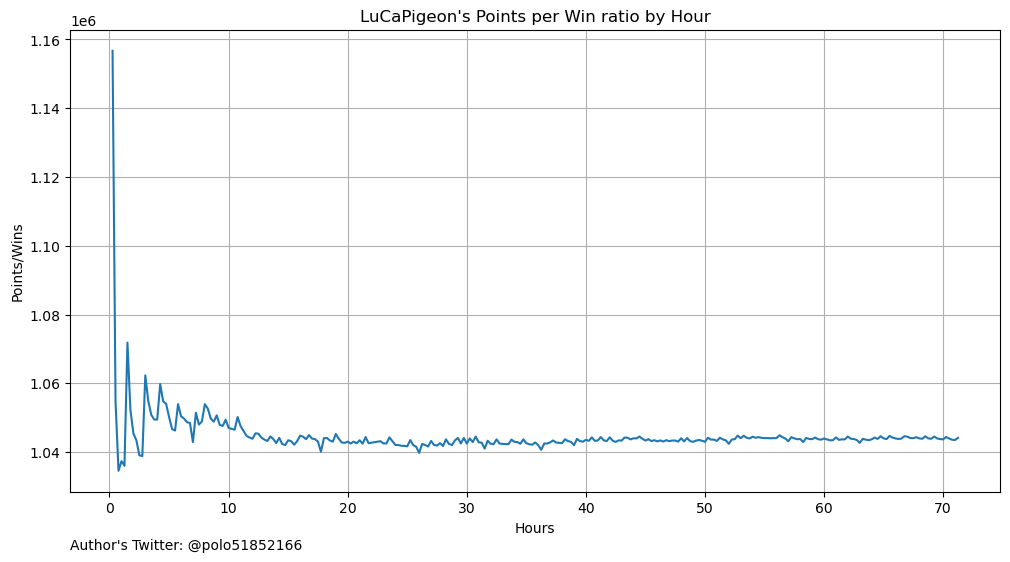 LuCaPigeon's Points per Win ratio by Hour
1e6
1.16
1.14
1.12
1.10
1.08
1.06
1.04
Points/Wins
0 10 20 30 40 50 60 70
Hours
Author's Twitter: @polo51852166